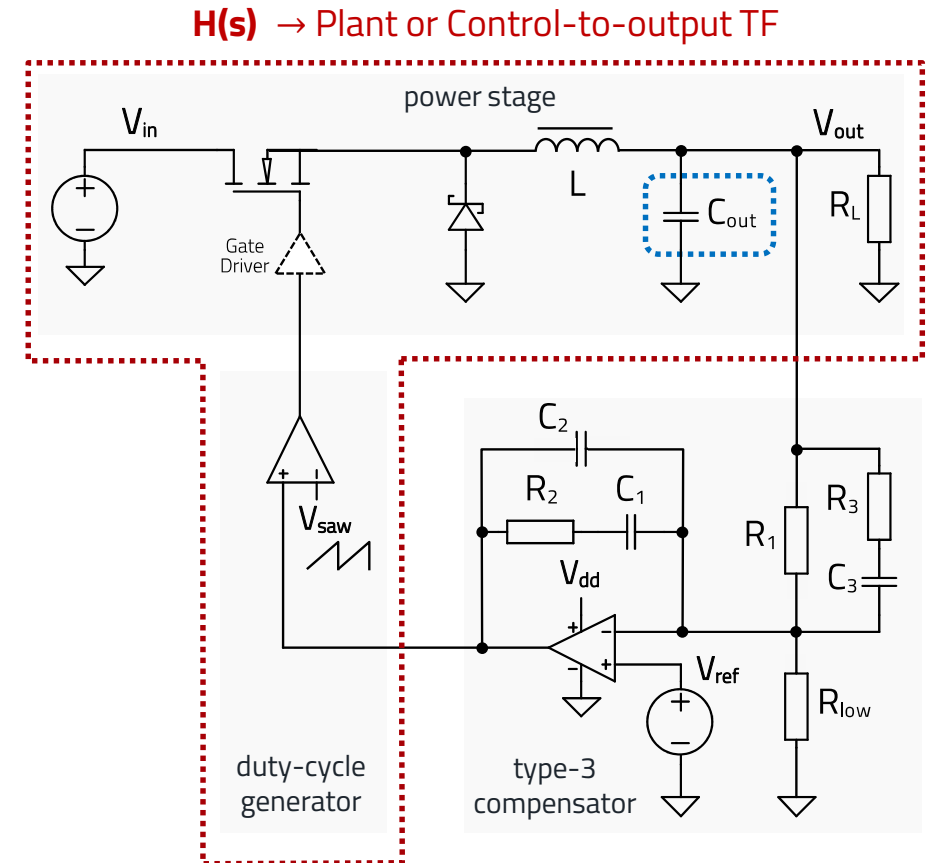 H(s) → Plant or Control-to-output TF
power stage
Vin
Vout
L
Cout
RL
Gate
Driver
C2
R2
C1
R3
R1
C3
Vsaw
Vdd
Vref
Rlow
duty-cycle
generator
type-3
compensator